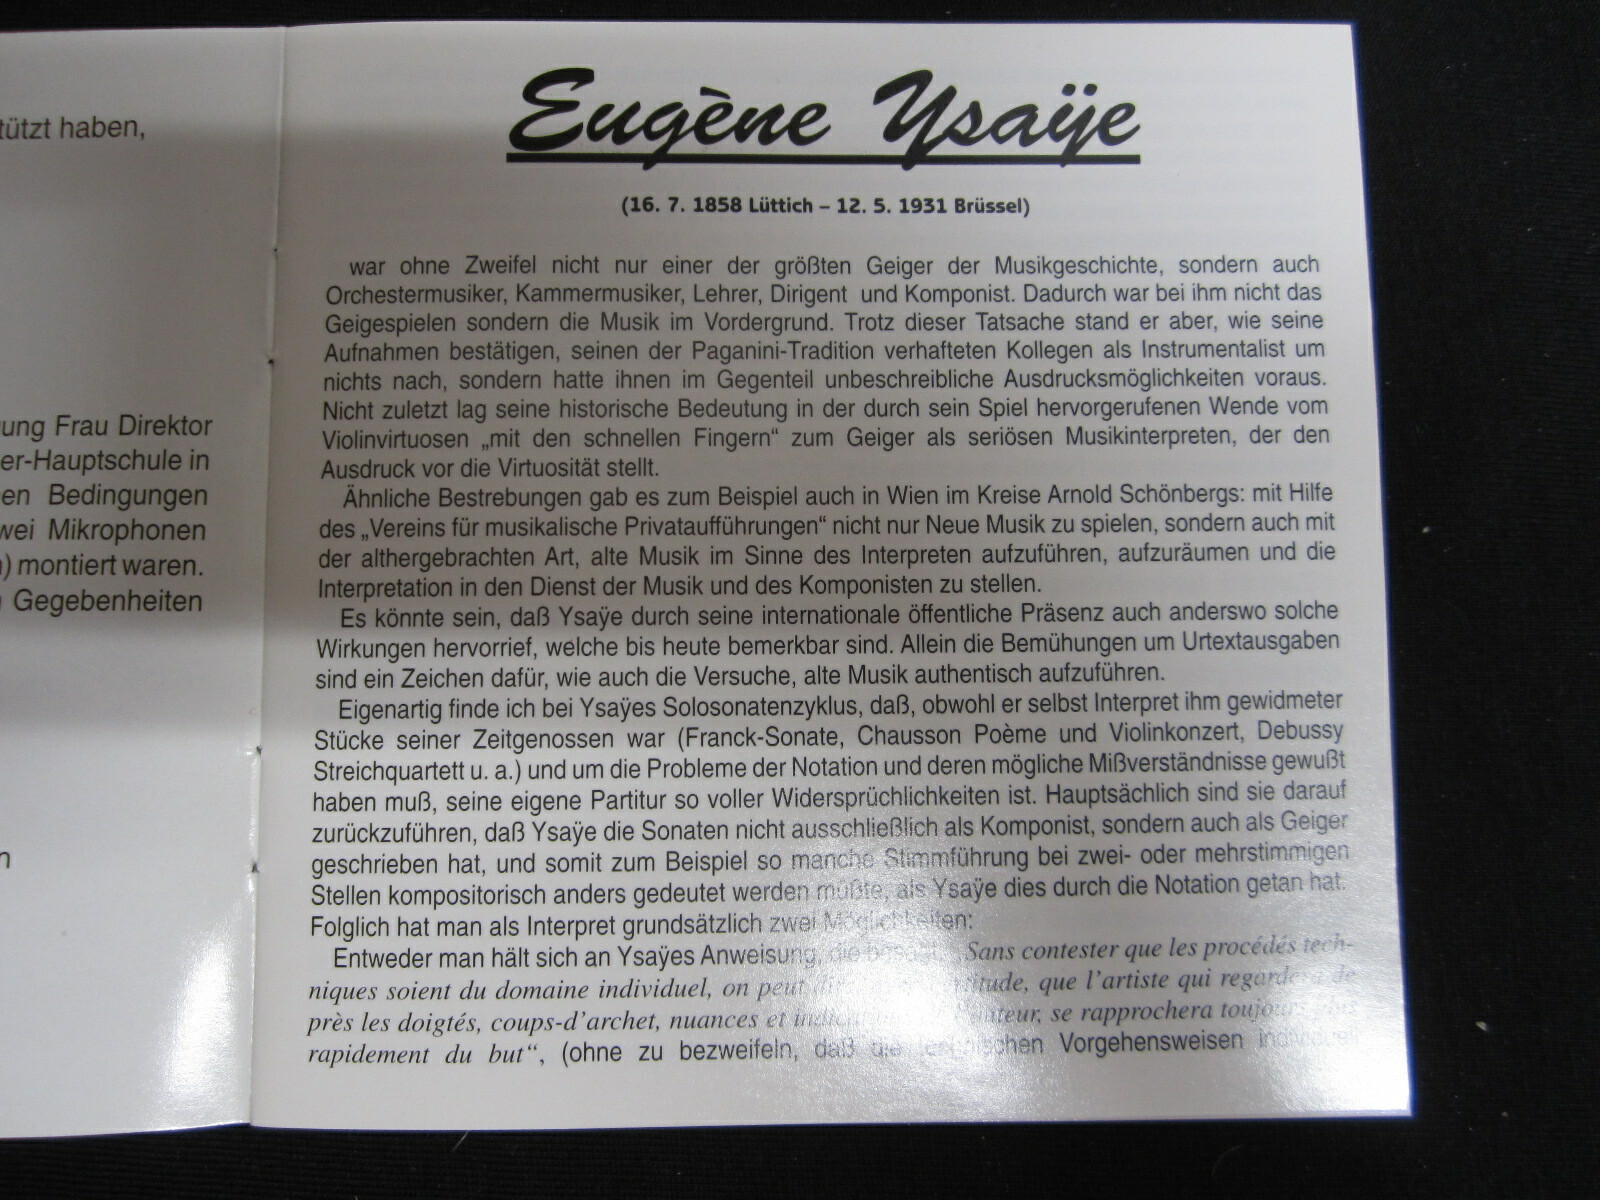 tützt haben,
ung Frau Direktor
er-Hauptschule in
en Bedingungen
wei Mikrophonen
) montiert waren.
Gegebenheiten
n
Eugène Ysaÿe
(16. 7. 1858 Lüttich – 12. 5. 1931 Brüssel)
war ohne Zweifel nicht nur einer der größten Geiger der Musikgeschichte, sondern auch
Orchestermusiker, Kammermusiker, Lehrer, Dirigent und Komponist. Dadurch war bei ihm nicht das
Geigespielen sondern die Musik im Vordergrund. Trotz dieser Tatsache stand er aber, wie seine
Aufnahmen bestätigen, seinen der Paganini-Tradition verhafteten Kollegen als Instrumentalist um
nichts nach, sondern hatte ihnen im Gegenteil unbeschreibliche Ausdrucksmöglichkeiten voraus.
Nicht zuletzt lag seine historische Bedeutung in der durch sein Spiel hervorgerufenen Wende vom
Violinvirtuosen „mit den schnellen Fingern“ zum Geiger als seriösen Musikinterpreten, der den
Ausdruck vor die Virtuosität stellt.
Ähnliche Bestrebungen gab es zum Beispiel auch in Wien im Kreise Arnold Schönbergs: mit Hilfe
des „Vereins für musikalische Privataufführungen“ nicht nur Neue Musik zu spielen, sondern auch mit
der althergebrachten Art, alte Musik im Sinne des Interpreten aufzuführen, aufzuräumen und die
Interpretation in den Dienst der Musik und des Komponisten zu stellen.
Es könnte sein, daß Ysaÿe durch seine internationale öffentliche Präsenz auch anderswo solche
Wirkungen hervorrief, welche bis heute bemerkbar sind. Allein die Bemühungen um Urtextausgaben
sind ein Zeichen dafür, wie auch die Versuche, alte Musik authentisch aufzuführen.
Eigenartig finde ich bei Ysaÿes Solosonatenzyklus, daß, obwohl er selbst Interpret ihm gewidmeter
Stücke seiner Zeitgenossen war (Franck-Sonate, Chausson Poème und Violinkonzert, Debussy
Streichquartett u. a.) und um die Probleme der Notation und deren mögliche Mißverständnisse gewußt
haben muß, seine eigene Partitur so voller Widersprüchlichkeiten ist. Hauptsächlich sind sie darauf
zurückzuführen, daß Ysaÿe die Sonaten nicht ausschließlich als Komponist, sondern auch als Geiger
geschrieben hat, und somit zum Beispiel so manche Stimmführung bei zwei- oder mehrstimmigen
Stellen kompositorisch anders gedeutet werden müßte, als Ysaÿe dies durch die Notation getan hat.
Folglich hat man als Interpret grundsätzlich zwei Möglichkeiten:
Entweder man hält sich an Ysaÿes Anweisung, die besagt, „Sans contester que les procédés tech-
niques soient du domaine individuel, on peut que l'artiste qui regardera de
près les doigtés, coups-d'archet, nuances et l'auteur, se rapprochera toujours plus
rapidement du but“, (ohne zu bezweifeln, daß die technischen Vorgehensweisen